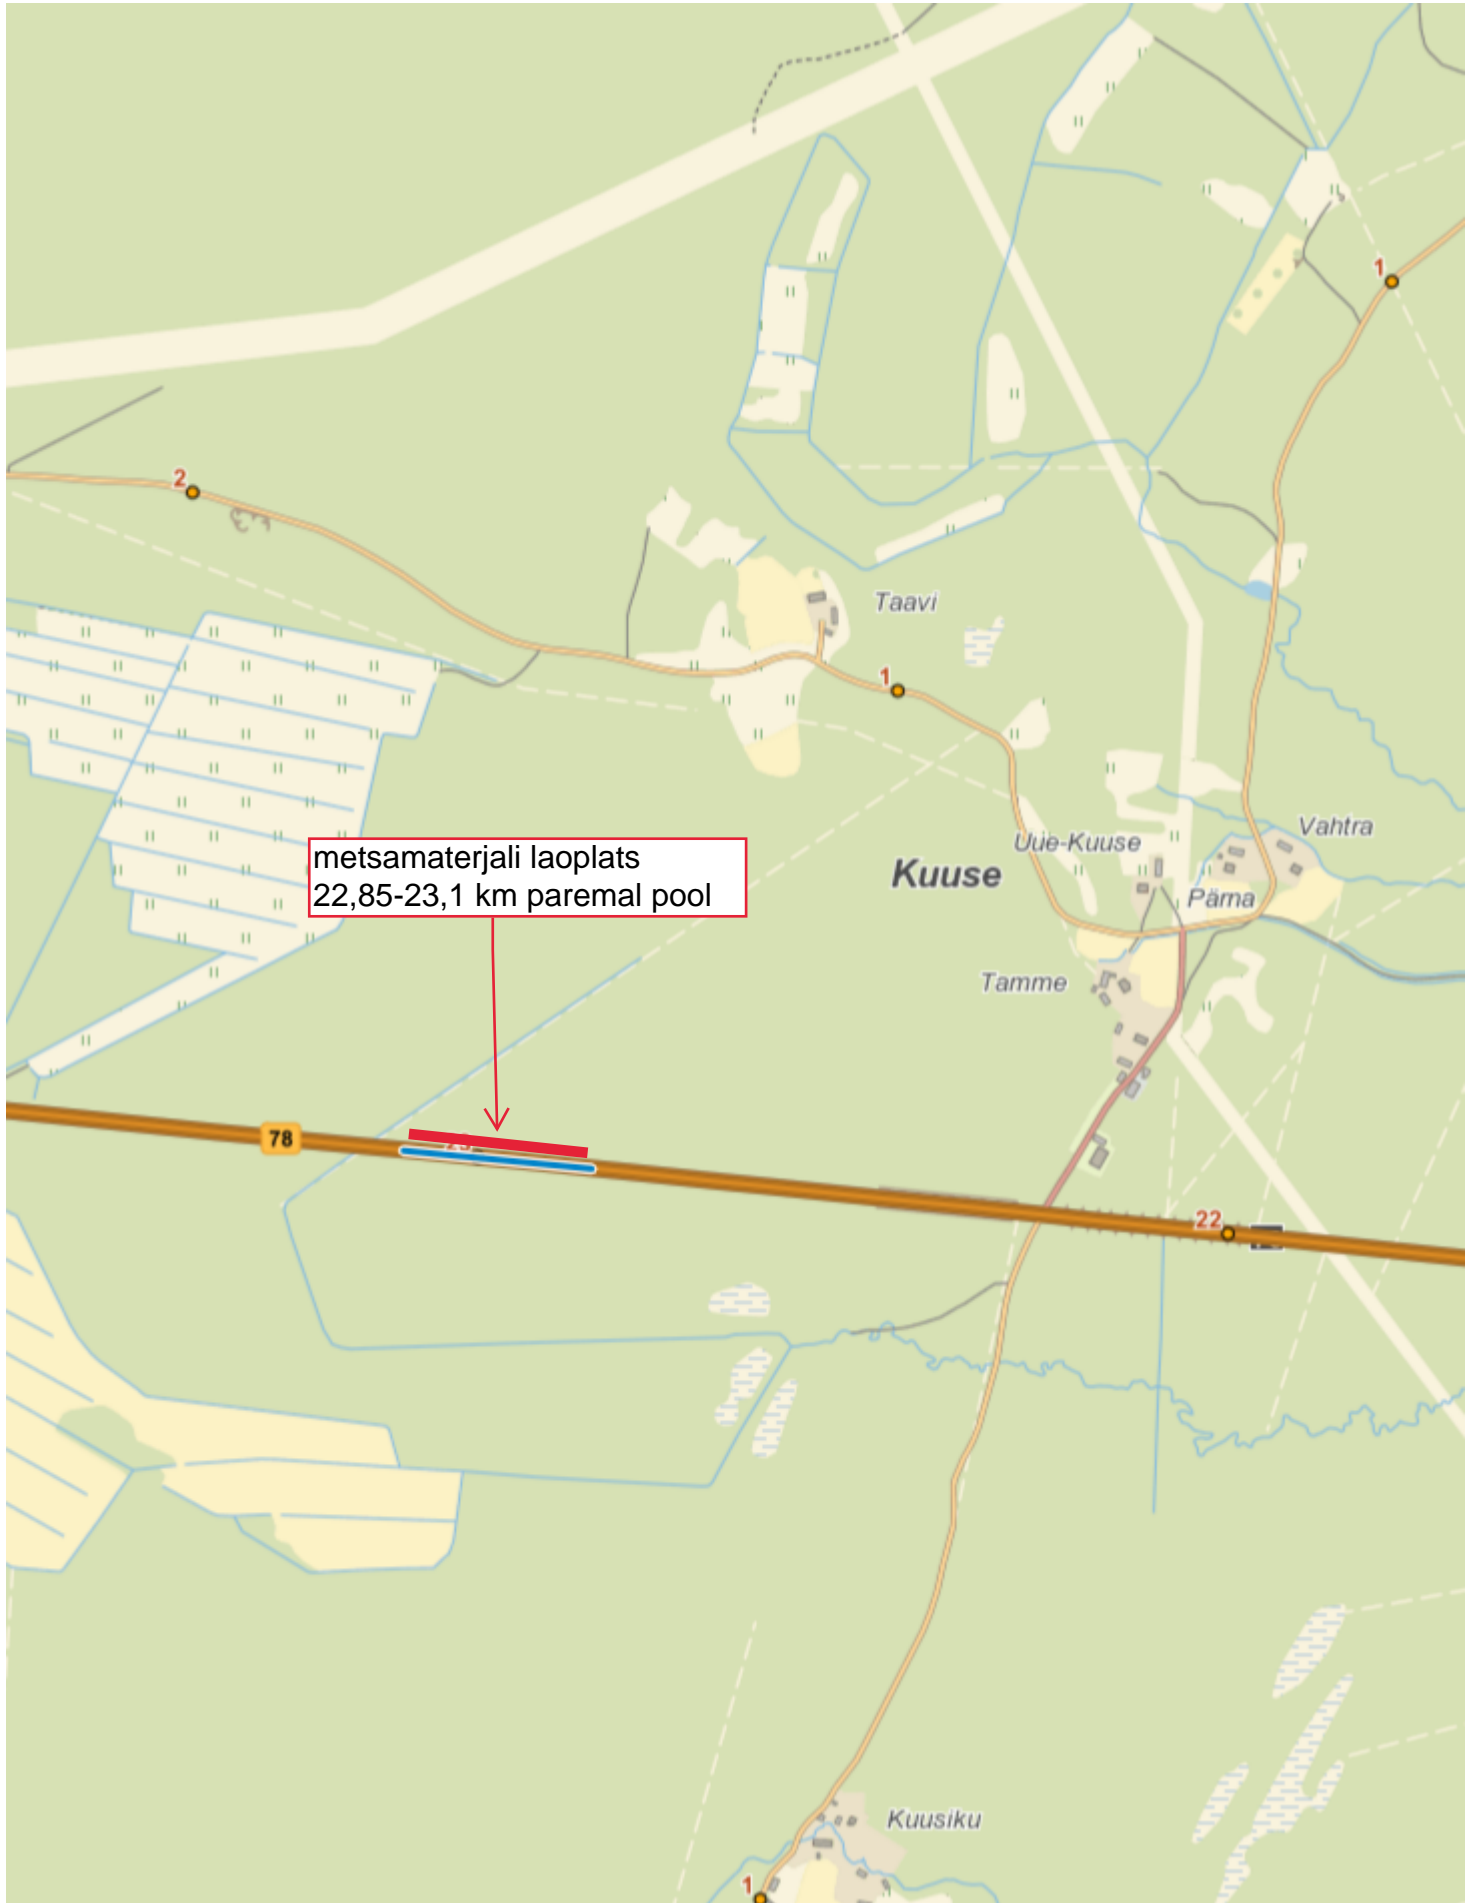 1
2
Taavi
1
Vahtra
Uue-Kuuse
metsamaterjali laoplats
22,85-23,1 km paremal pool
Kuuse
Pärna
Tamme
78
22
Kuusiku
1